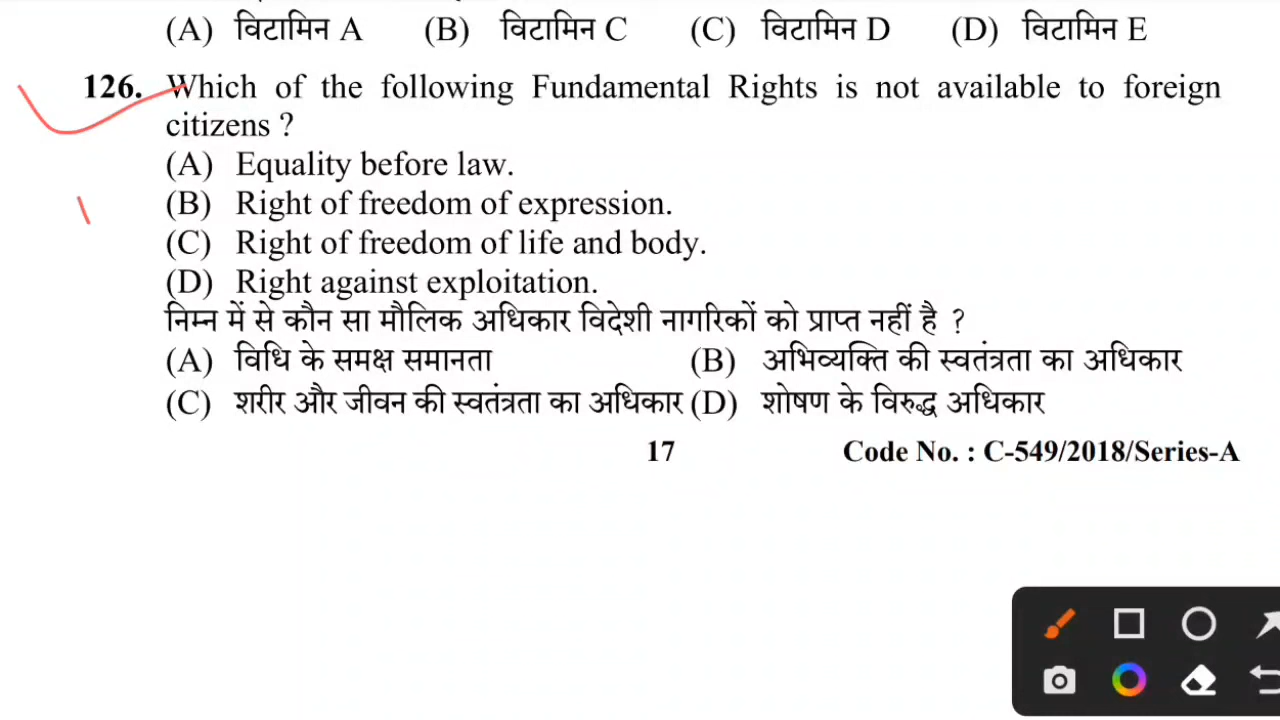 (A) विटामिन A (B) विटामिन C (C) विटामिन D (D) विटामिन E
126. Which of the following Fundamental Rights is not available to foreign
citizens ?
(A) Equality before law.
(B) Right of freedom of expression.
(C) Right of freedom of life and body.
(D) Right against exploitation.
निम्न में से कौन सा मौलिक अधिकार विदेशी नागरिकों को प्राप्त नहीं है ?
(A) विधि के समक्ष समानता (B) अभिव्यक्ति की स्वतंत्रता का अधिकार
(C) शरीर और जीवन की स्वतंत्रता का अधिकार (D) शोषण के विरुद्ध अधिकार
17 Code No. : C-549/2018/Series-A